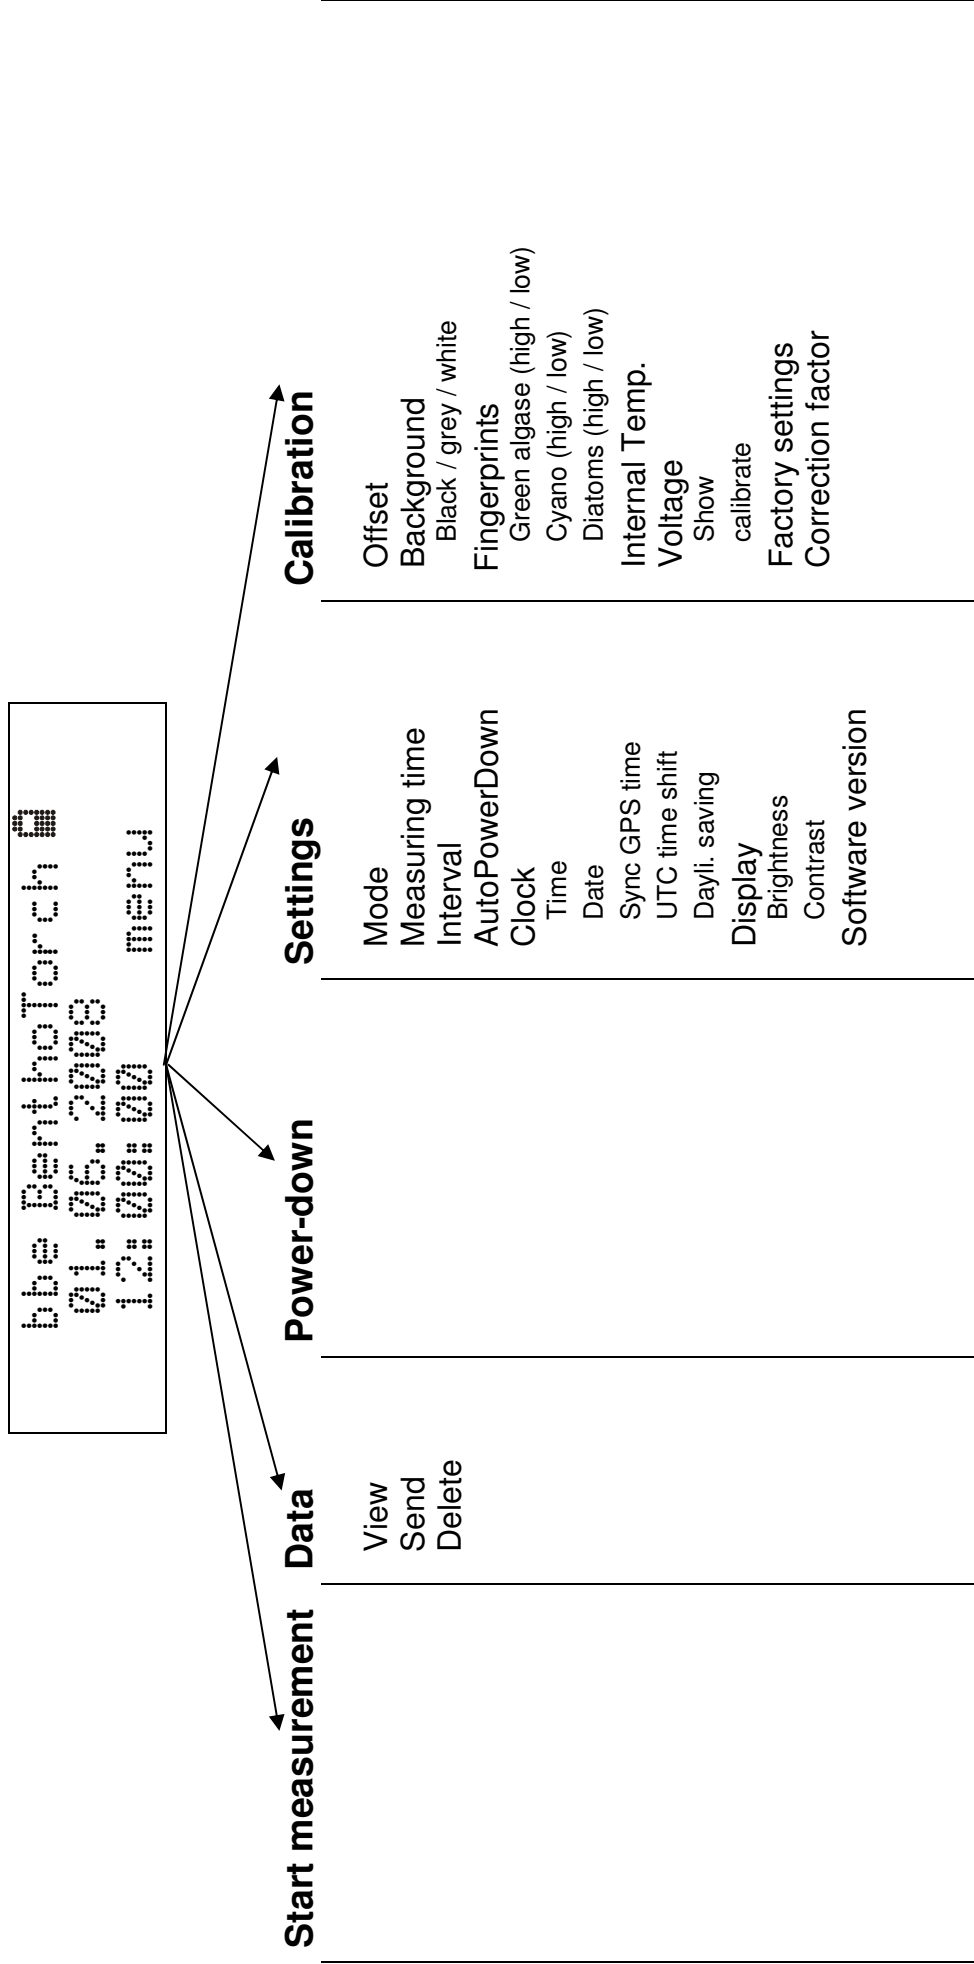 bbe BenthoTorch
01.06.2008
12:00:00 menu
Start measurement
Data
View
Send
Delete
Power-down
Settings
Mode
Measuring time
Interval
AutoPowerDown
Clock
Time
Date
Sync GPS time
UTC time shift
Dayli. saving
Display
Brightness
Contrast
Software version
Calibration
Offset
Background
Black / grey / white
Fingerprints
Green algase (high / low)
Cyano (high / low)
Diatoms (high / low)
Internal Temp.
Voltage
Show
calibrate
Factory settings
Correction factor